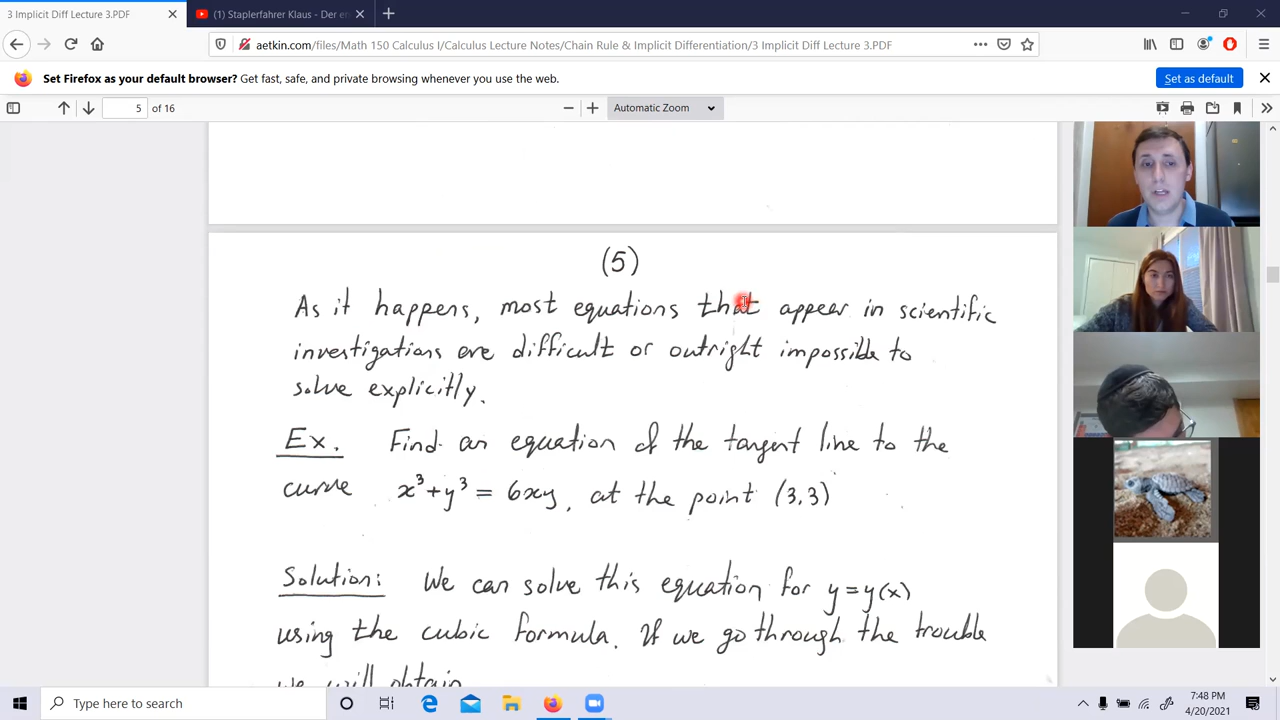 3 Implicit Diff Lecture 3.PDF
(1) Staplerfahrer Klaus - Der er
aetkin.com/files/Math 150 Calculus I/Calculus Lecture Notes/Chain Rule & Implicit Differentiation/3 Implicit Diff Lecture 3.PDF
Set Firefox as your default browser? Get fast, safe, and private browsing whenever you use the web.
Set as default
5 of 16
Automatic Zoom
(5)
As it happens, most equations that appear in scientific
investigations are difficult or outright impossible to
solve explicitly.
Ex. Find an equation of the tangent line to the
curve x³+y³ = 6xy, at the point (3,3)
Solution: We can solve this equation for y=y(x)
using the cubic formula. If we go through the trouble
we will obtain
Type here to search
7:48 PM
4/20/2021